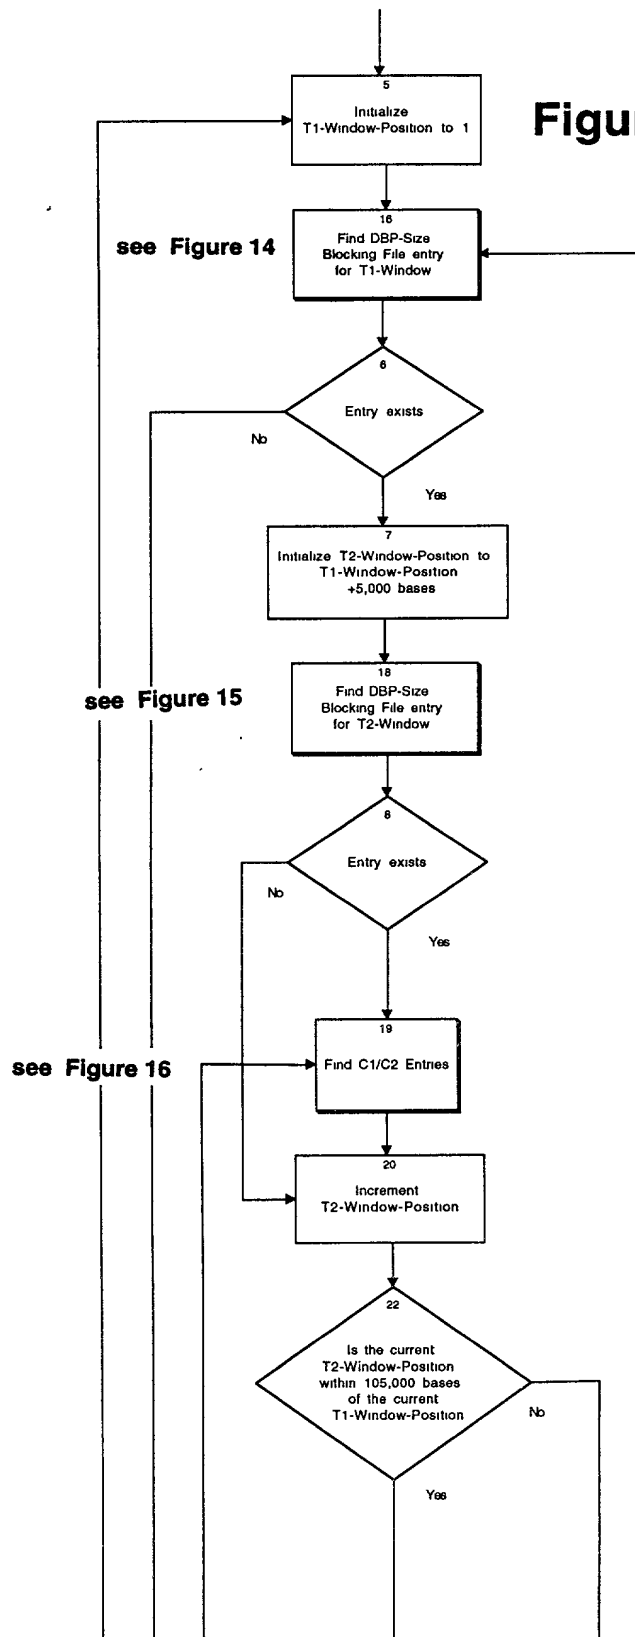 5
Initialize
T1-Window-Position to 1
Figu
16
see Figure 14
Find DBP-Size
Blocking File entry
for T1-Window
6
Entry exists
No
Yes
7
Initialize T2-Window-Position to
T1-Window-Position
+5,000 bases
18
see Figure 15
Find DBP-Size
Blocking File entry
for T2-Window
8
Entry exists
No
Yes
19
see Figure 16
Find C1/C2 Entries
20
Increment
T2-Window-Position
22
Is the current
T2-Window-Position
within 105,000 bases
of the current
T1-Window-Position
No
Yes